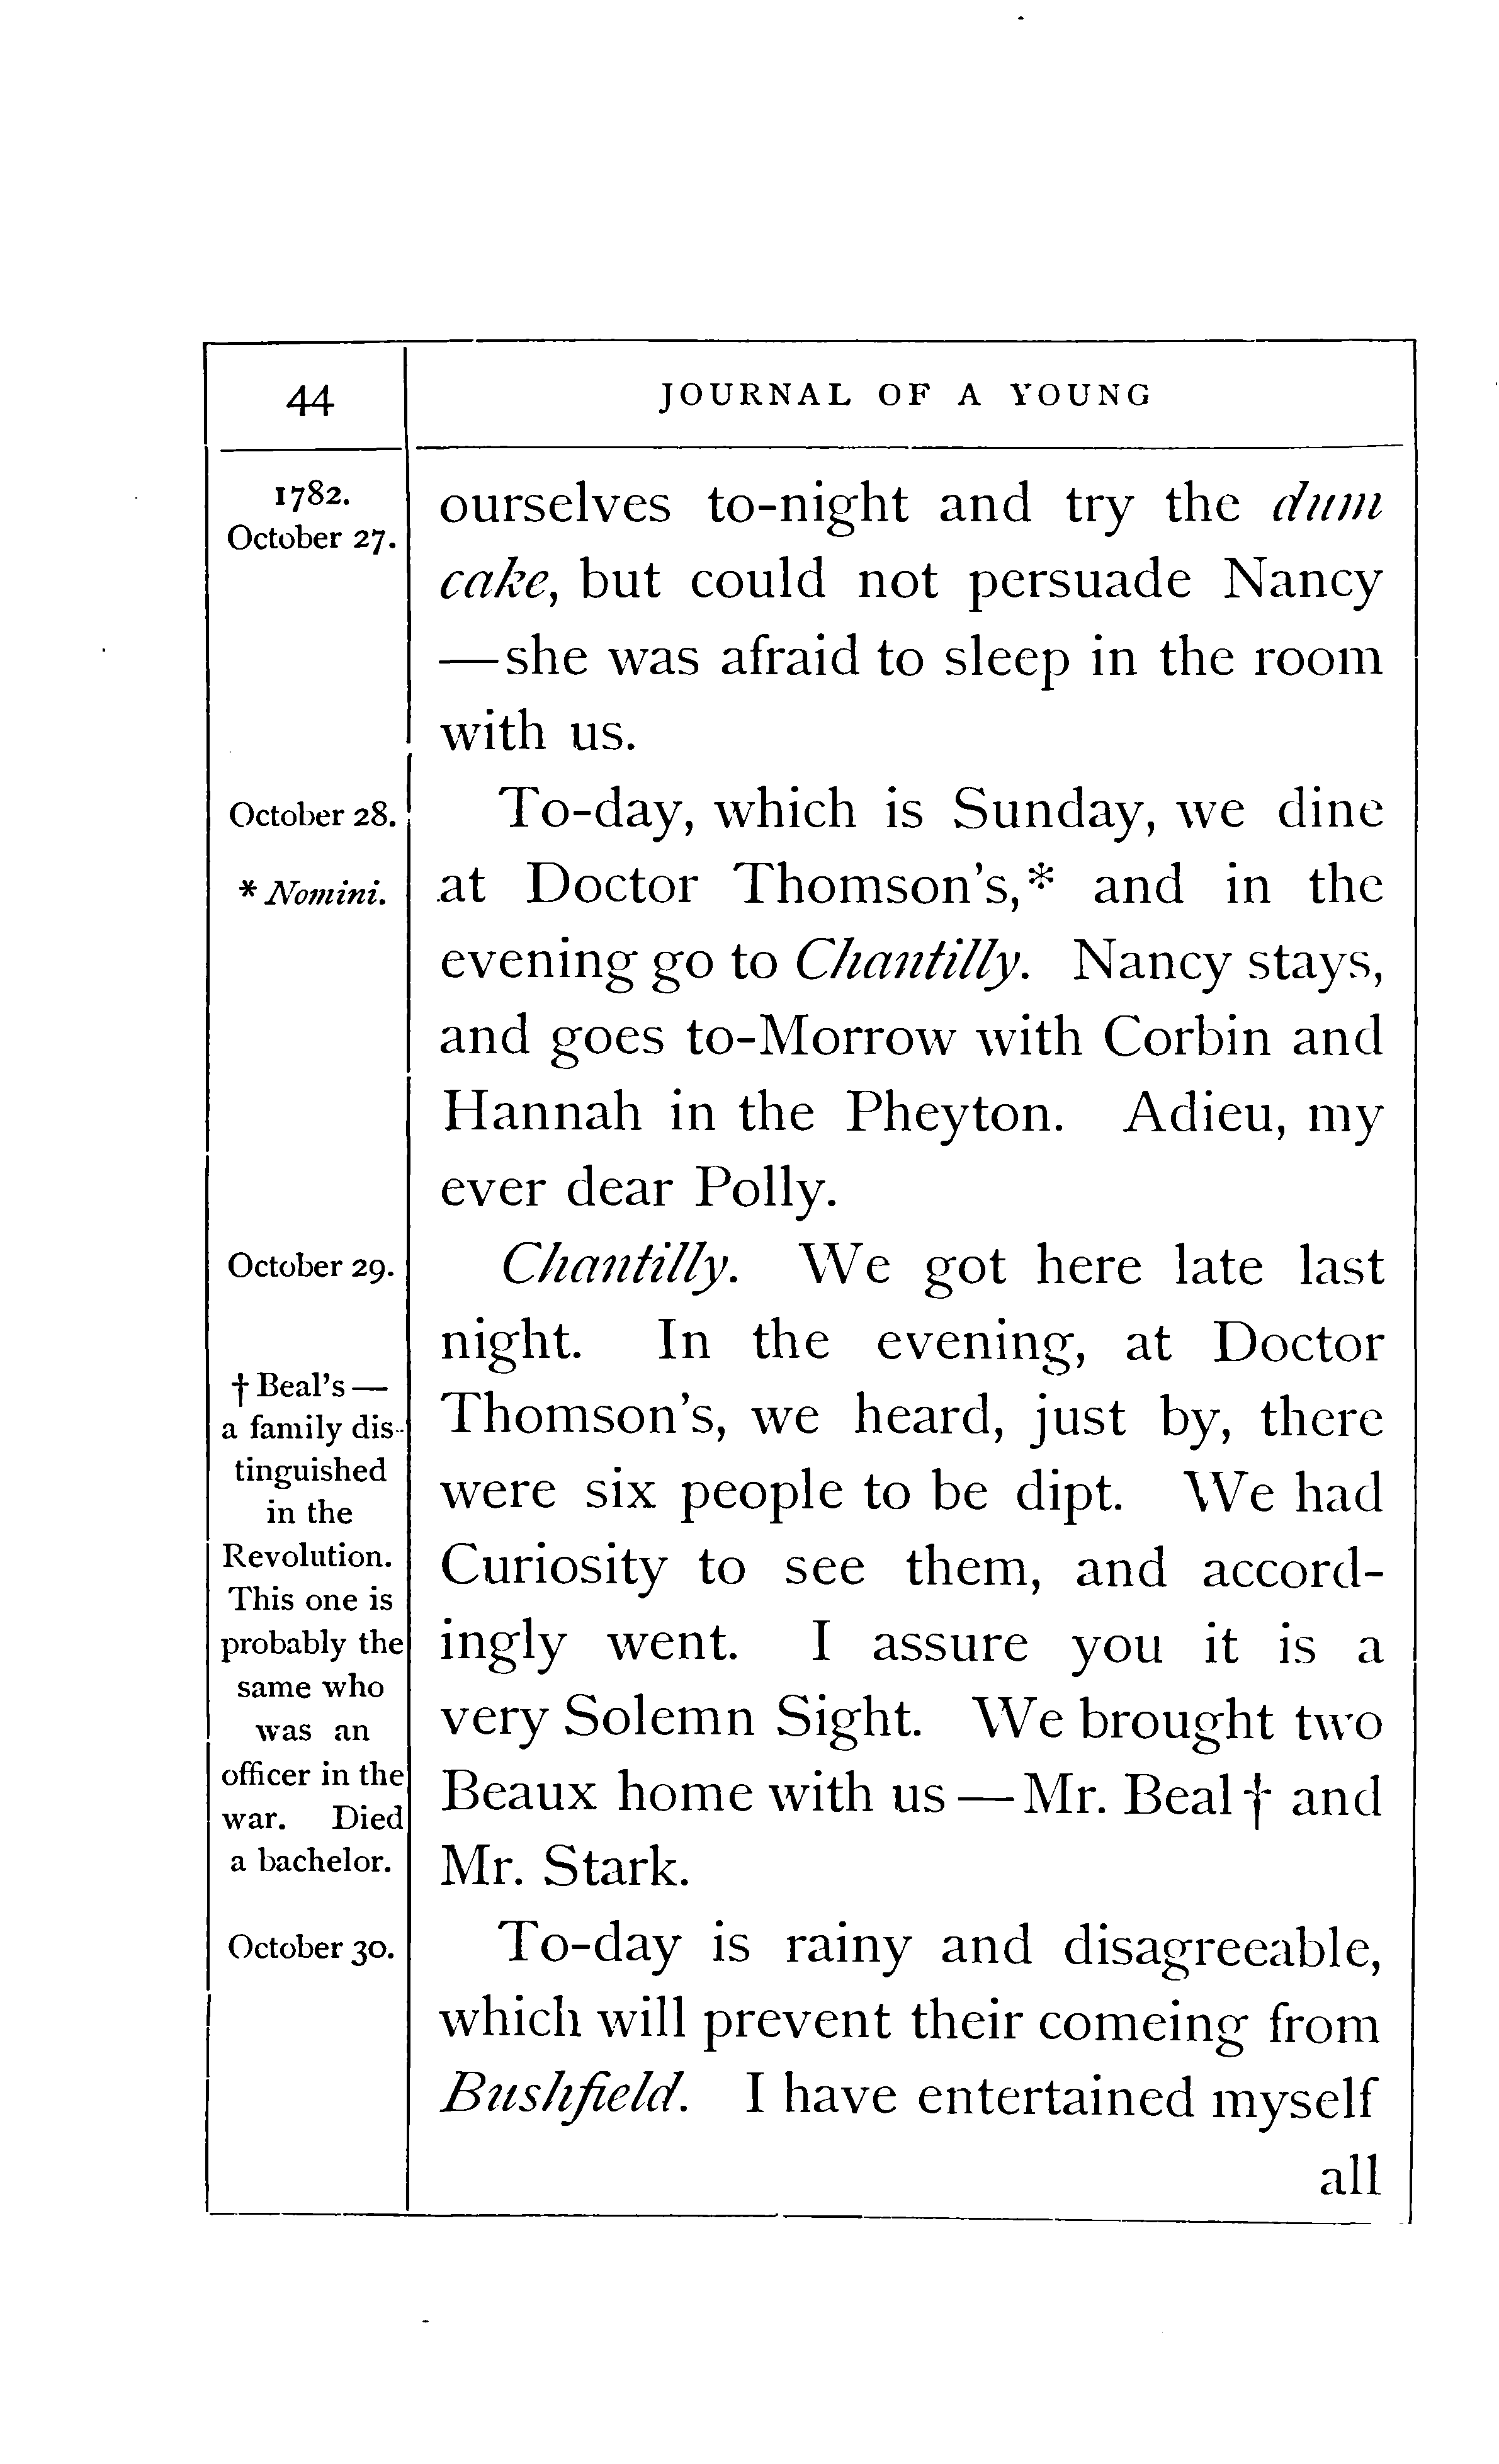 44
JOURNAL OF A YOUNG
1782.
October 27.
ourselves to-night and try the dum
cake, but could not persuade Nancy
—she was afraid to sleep in the room
with us.
October 28.
To-day, which is Sunday, we dine
* Nomini.
at Doctor Thomson's,* and in the
evening go to Chantilly. Nancy stays,
and goes to-Morrow with Corbin and
Hannah in the Pheyton. Adieu, my
ever dear Polly.
October 29.
Chantilly. We got here late last
night. In the evening, at Doctor
Thomson's, we heard, just by, there
were six people to be dipt. We had
Curiosity to see them, and accord-
ingly went. I assure you it is a
very Solemn Sight. We brought two
Beaux home with us — Mr. Beal † and
Mr. Stark.
† Beal's —
a family dis-
tinguished
in the
Revolution.
This one is
probably the
same who
was an
officer in the
war. Died
a bachelor.
October 30.
To-day is rainy and disagreeable,
which will prevent their comeing from
Bushfield. I have entertained myself
all